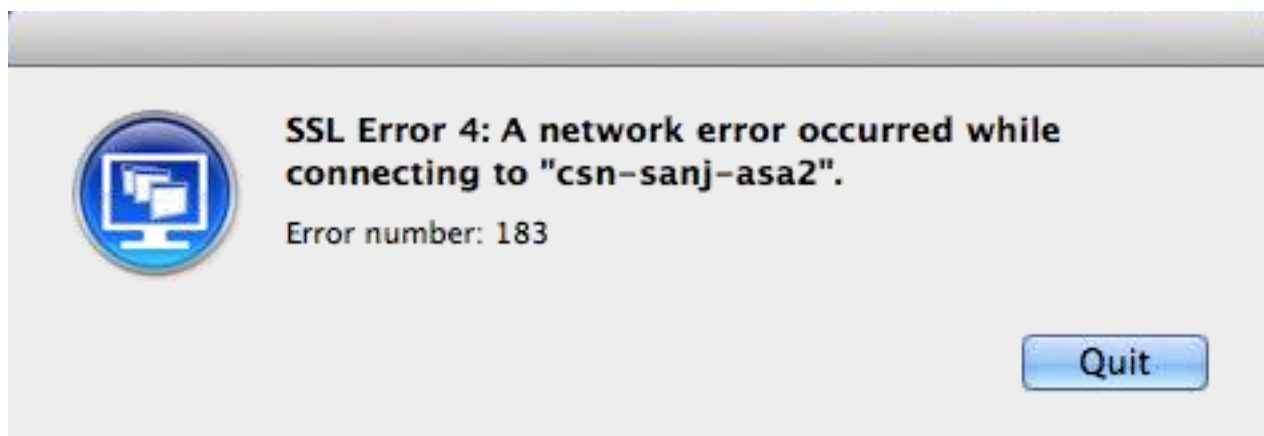 SSL Error 4: A network error occurred while
connecting to "csn-sanj-asa2".
Error number: 183
Quit